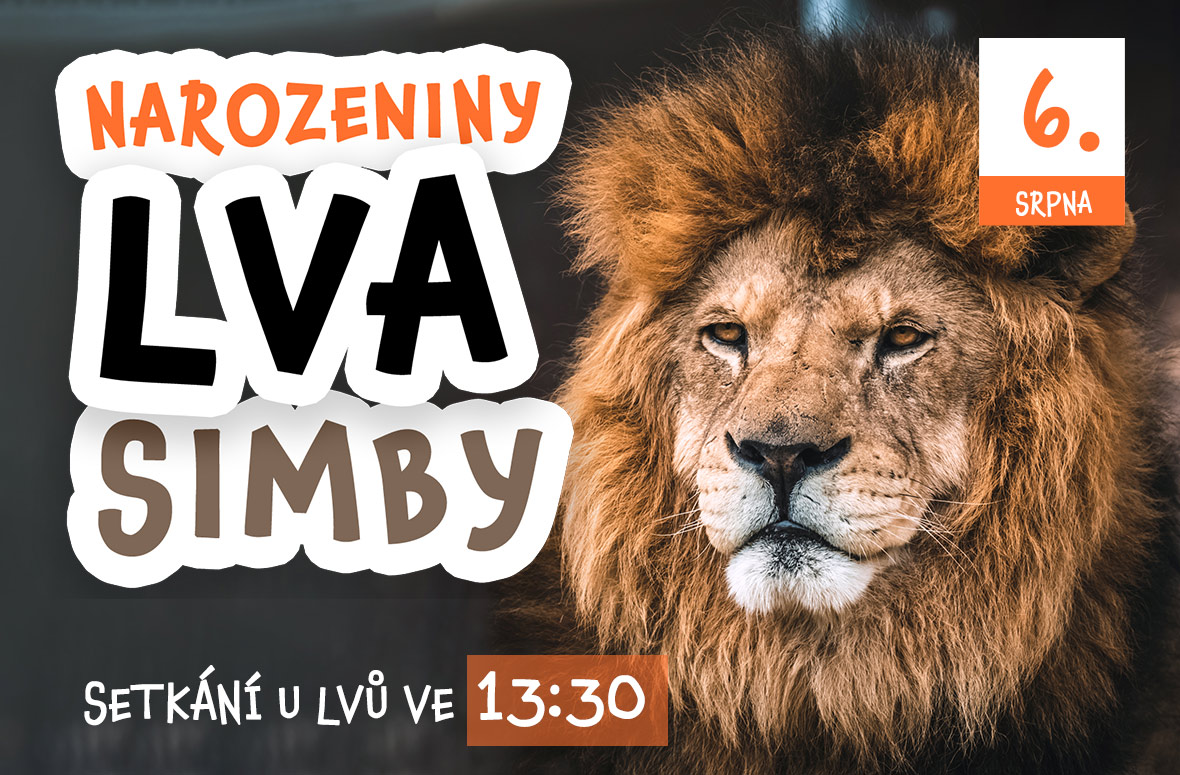 NAROZENINY
LVA
SIMBY
6.
SRPNA
SETKÁNÍ U LVŮ VE 13:30